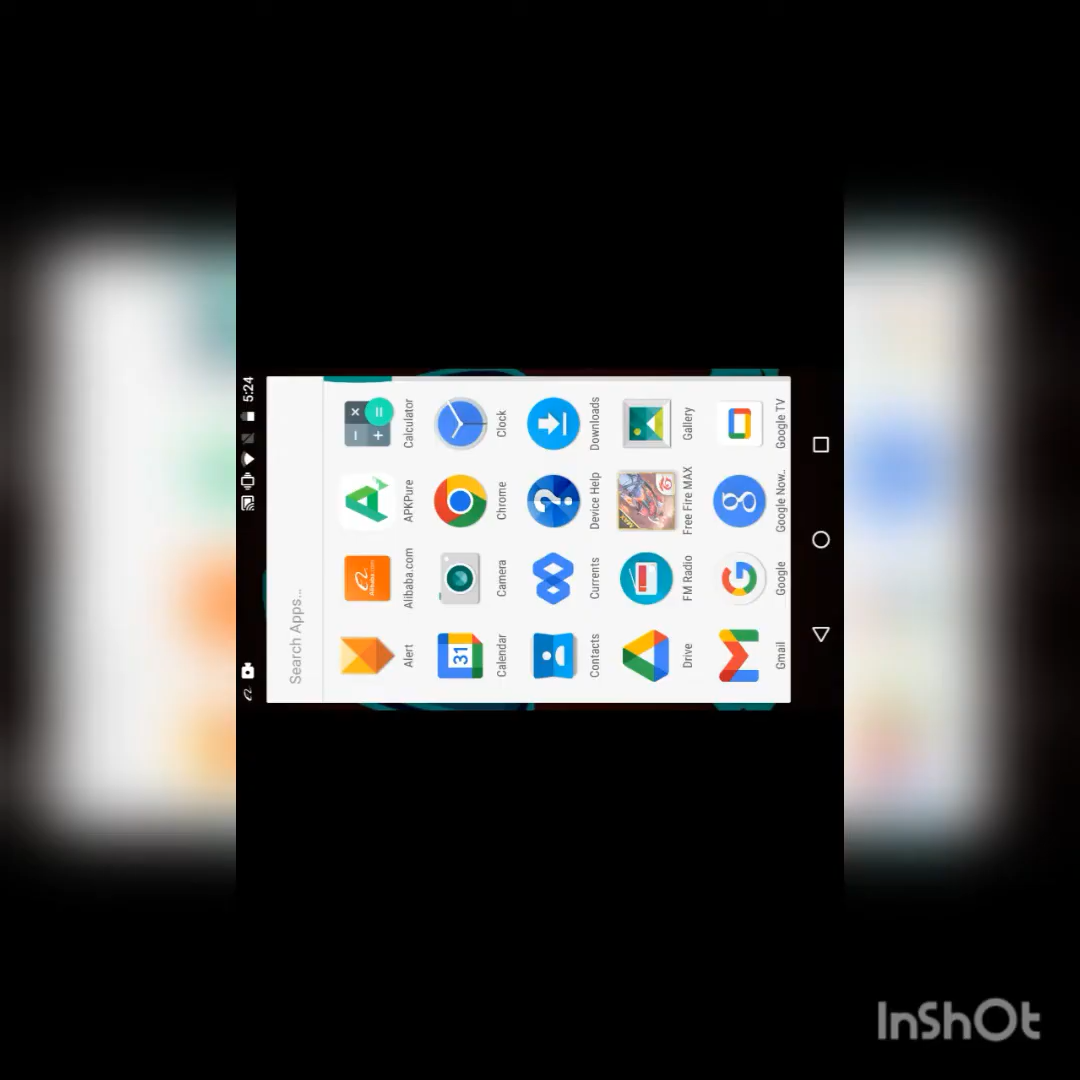 5:24
Search Apps...
Alert Alibaba.com APKPure Calculator
31
Calendar Camera Chrome Clock
Contacts Currents Device Help Downloads
Drive FM Radio Free Fire MAX Gallery
Gmail Google Google Now.. Google TV
InShOt